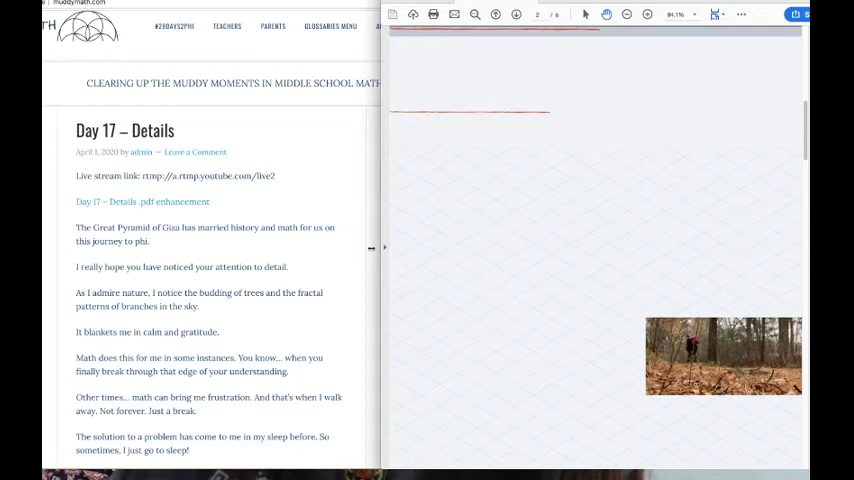 muddymath.com
TH
#28DAYS2PHI
TEACHERS
PARENTS
GLOSSARIES MENU
CLEARING UP THE MUDDY MOMENTS IN MIDDLE SCHOOL MATH
Day 17 – Details
April 1, 2020 by admin — Leave a Comment
Live stream link: rtmp://a.rtmp.youtube.com/live2
Day 17 – Details .pdf enhancement
The Great Pyramid of Giza has married history and math for us on
this journey to phi.
I really hope you have noticed your attention to detail.
As I admire nature, I notice the budding of trees and the fractal
patterns of branches in the sky.
It blankets me in calm and gratitude.
Math does this for me in some instances. You know… when you
finally break through that edge of your understanding.
Other times… math can bring me frustration. And that's when I walk
away. Not forever. Just a break.
The solution to a problem has come to me in my sleep before. So
sometimes, I just go to sleep!
2 / 6
94.1%
S